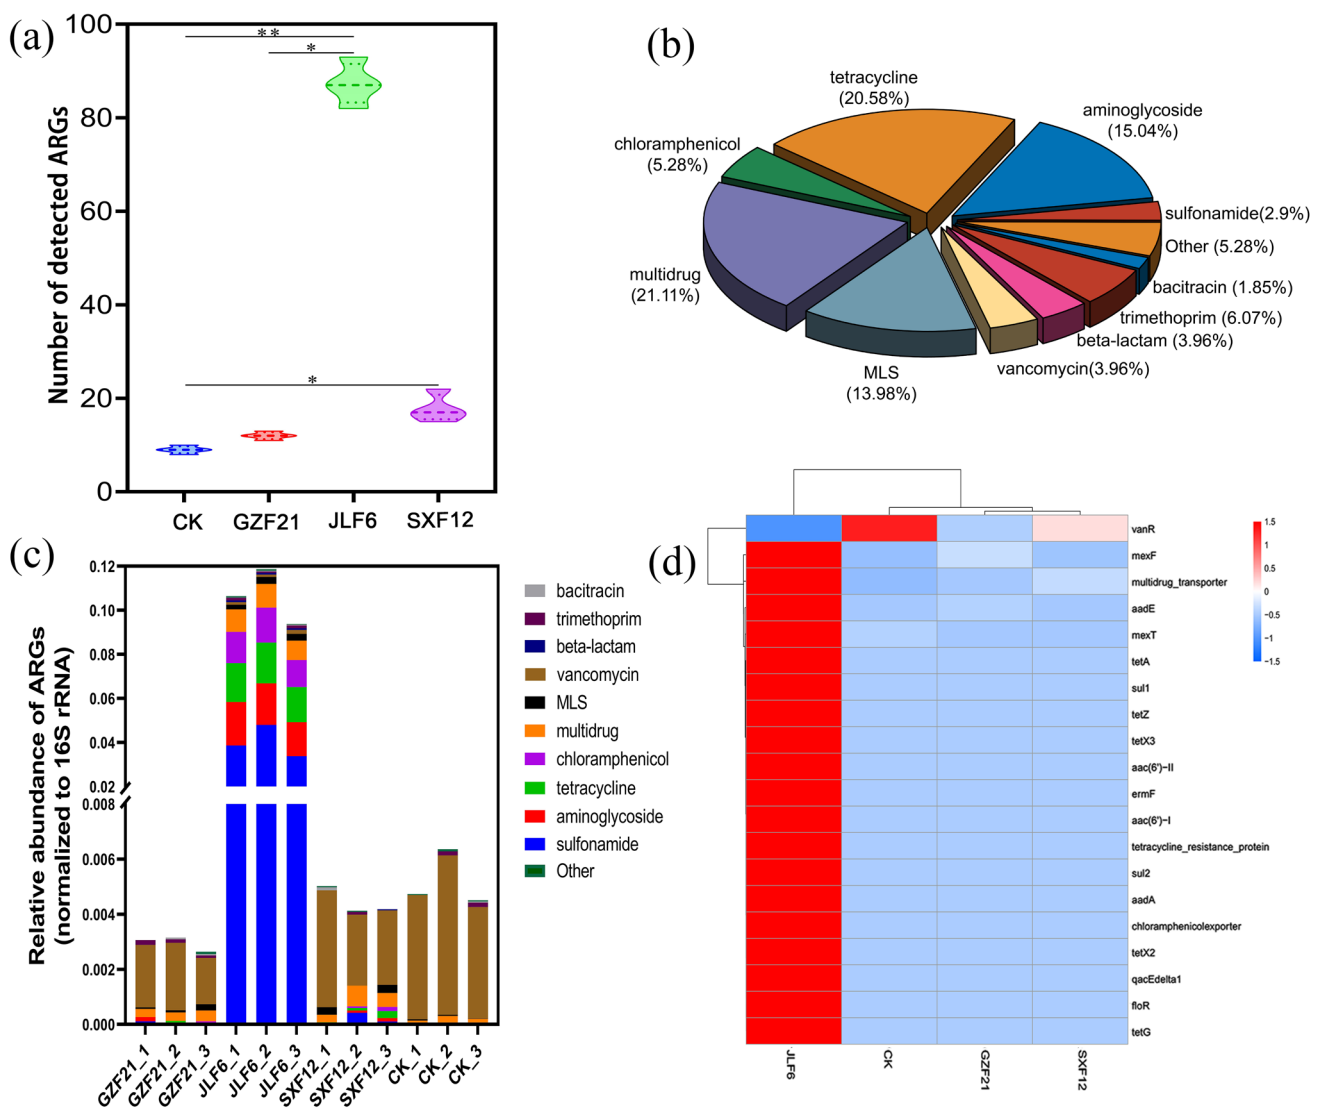 (a)
Number of detected ARGs
100
80
60
40
20
0
**
*
*
CK
GZF21
JLF6
SXF12
(b)
tetracycline
(20.58%)
aminoglycoside
(15.04%)
chloramphenicol
(5.28%)
sulfonamide(2.9%)
Other (5.28%)
multidrug
(21.11%)
bacitracin (1.85%)
trimethoprim (6.07%)
beta-lactam (3.96%)
vancomycin(3.96%)
MLS
(13.98%)
(c)
Relative abundance of ARGs
(normalized to 16S rRNA)
0.12
0.10
0.08
0.06
0.04
0.02
0.008
0.006
0.004
0.002
0.000
GZF21_1
GZF21_2
GZF21_3
JLF6_1
JLF6_2
JLF6_3
SXF12_1
SXF12_2
SXF12_3
CK_1
CK_2
CK_3
bacitracin
trimethoprim
beta-lactam
vancomycin
MLS
multidrug
chloramphenicol
tetracycline
aminoglycoside
sulfonamide
Other
(d)
vanR
mexF
multidrug_transporter
aadE
mexT
tetA
sul1
tetZ
tetX3
aac(6')-II
ermF
aac(6')-I
tetracycline_resistance_protein
sul2
aadA
chloramphenicolexporter
tetX2
qacEdelta1
floR
tetG
JLF6
CK
GZF21
SXF12
1.5
1
0.5
0
-0.5
-1
-1.5